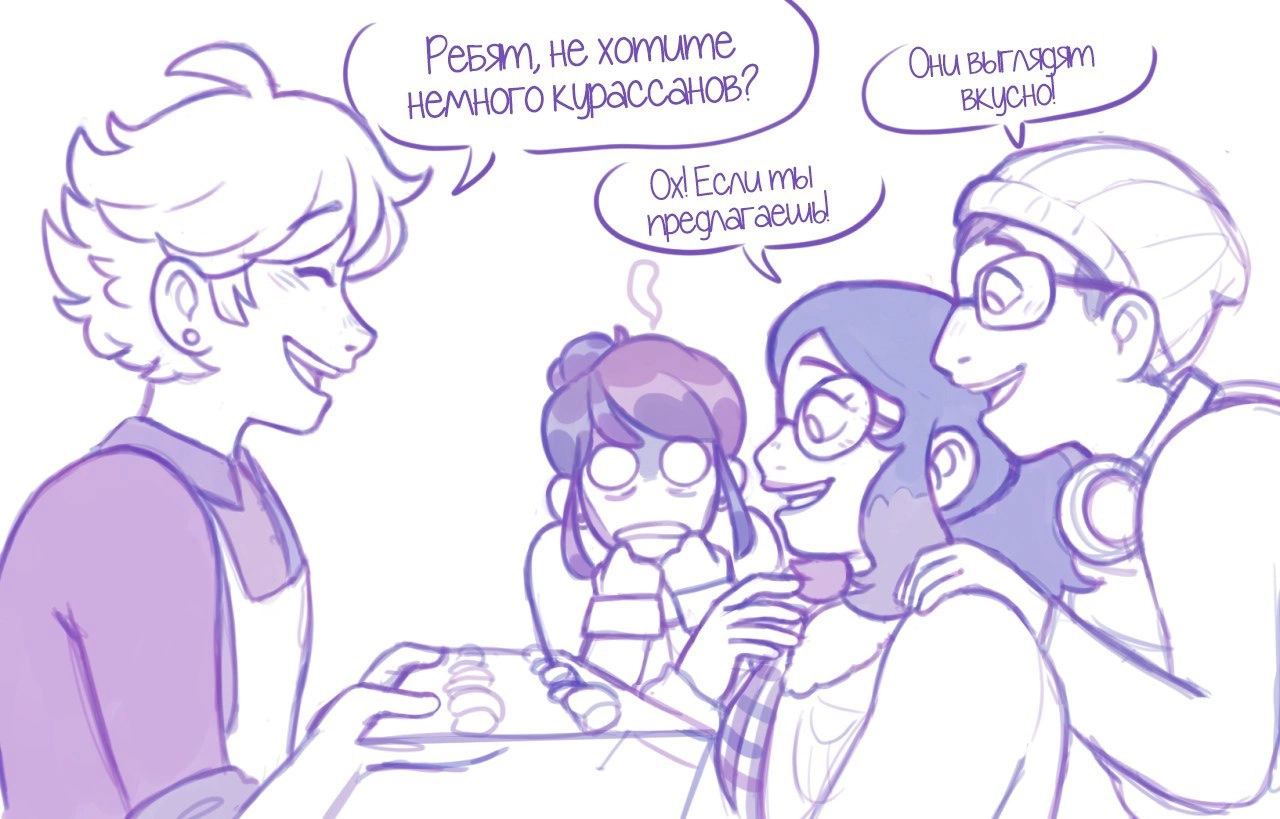 Ребят, не хотите
немного курассанов?
Они выглядят
вкусно!
Ох! Если ты
предлагаешь!